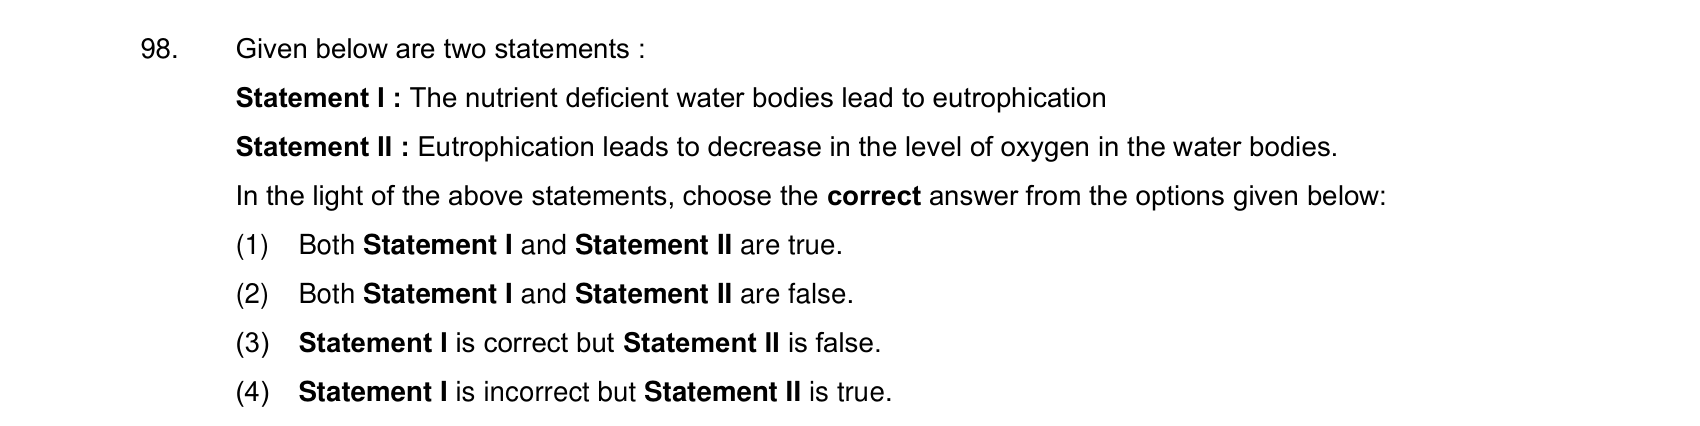 98. Given below are two statements :
Statement I : The nutrient deficient water bodies lead to eutrophication
Statement II : Eutrophication leads to decrease in the level of oxygen in the water bodies.
In the light of the above statements, choose the correct answer from the options given below:
(1) Both Statement I and Statement II are true.
(2) Both Statement I and Statement II are false.
(3) Statement I is correct but Statement II is false.
(4) Statement I is incorrect but Statement II is true.